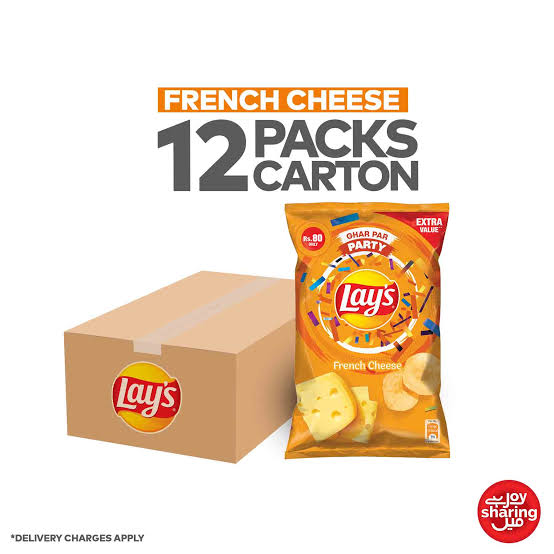 FRENCH CHEESE
12 PACKS
CARTON
EXTRA
VALUE
Rs.80
ONLY
GHAR PAR
PARTY
Lay's
French Cheese
Lay's
JOY
sharing
میں
*DELIVERY CHARGES APPLY